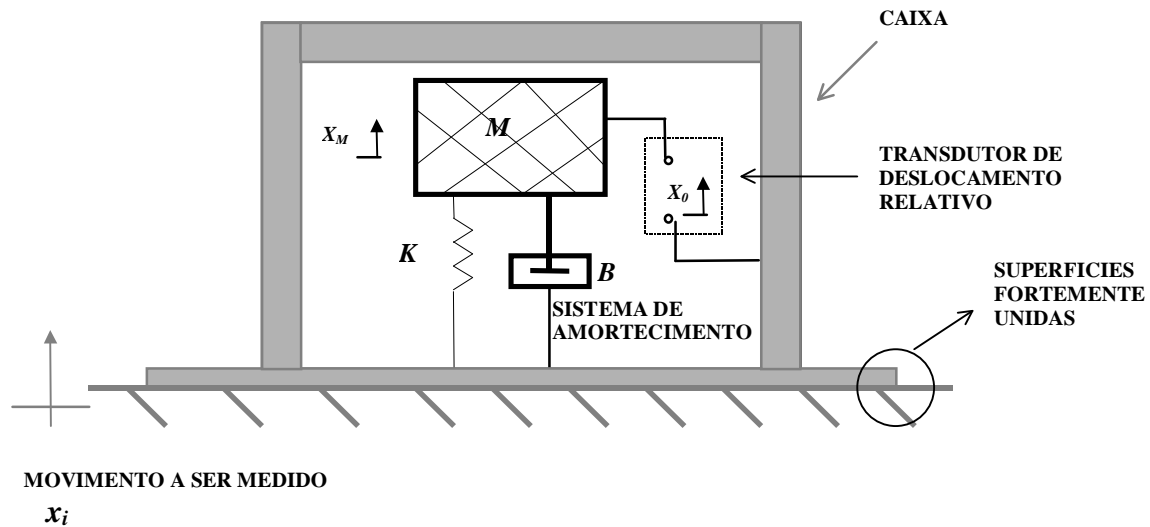 CAIXA
M
X_M
TRANSDUTOR DE
DESLOCAMENTO
RELATIVO
X_0
K
B
SUPERFICIES
FORTEMENTE
UNIDAS
SISTEMA DE
AMORTECIMENTO
MOVIMENTO A SER MEDIDO
x_i